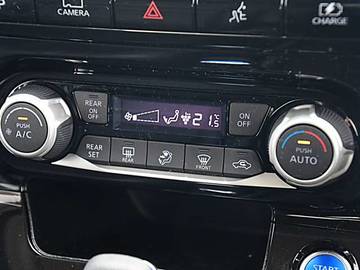 CAMERA
CHARGE
REAR
ON
OFF
21.5°C
ON
OFF
PUSH
A/C
PUSH
AUTO
REAR
SET
REAR
FRONT
START